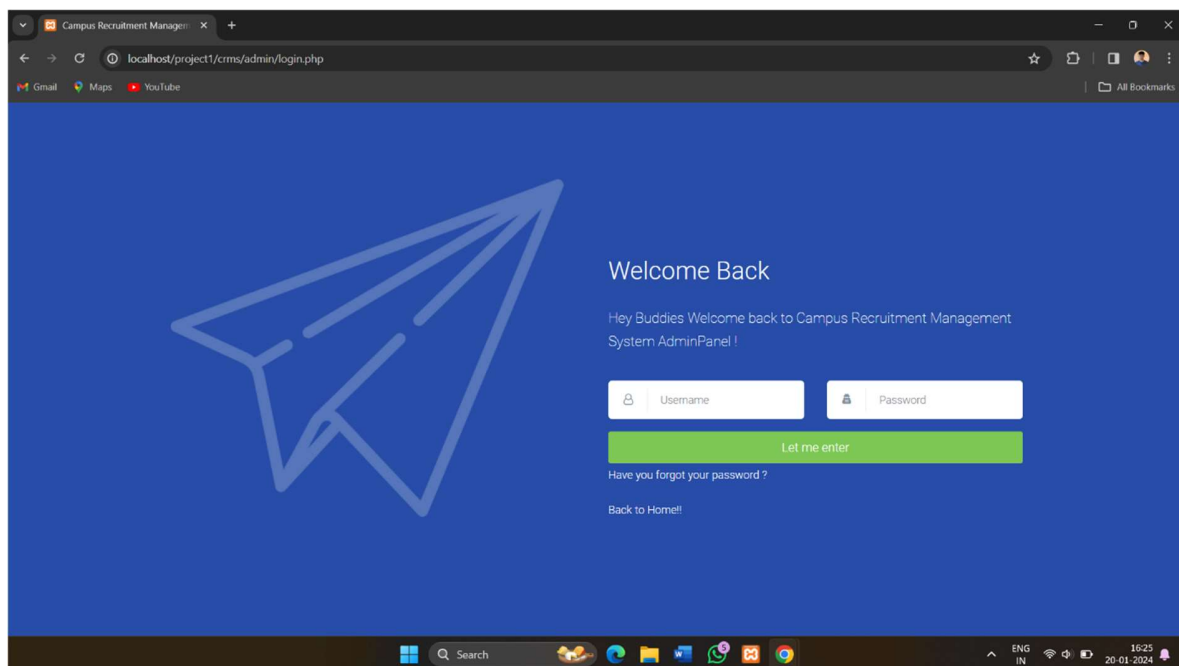 Campus Recruitment Managem
localhost/project1/crms/admin/login.php
Gmail Maps YouTube All Bookmarks
Welcome Back
Hey Buddies Welcome back to Campus Recruitment Management
System AdminPanel !
Username Password
Let me enter
Have you forgot your password ?
Back to Home!!
Search 5 ENG 16:25
IN 20-01-2024